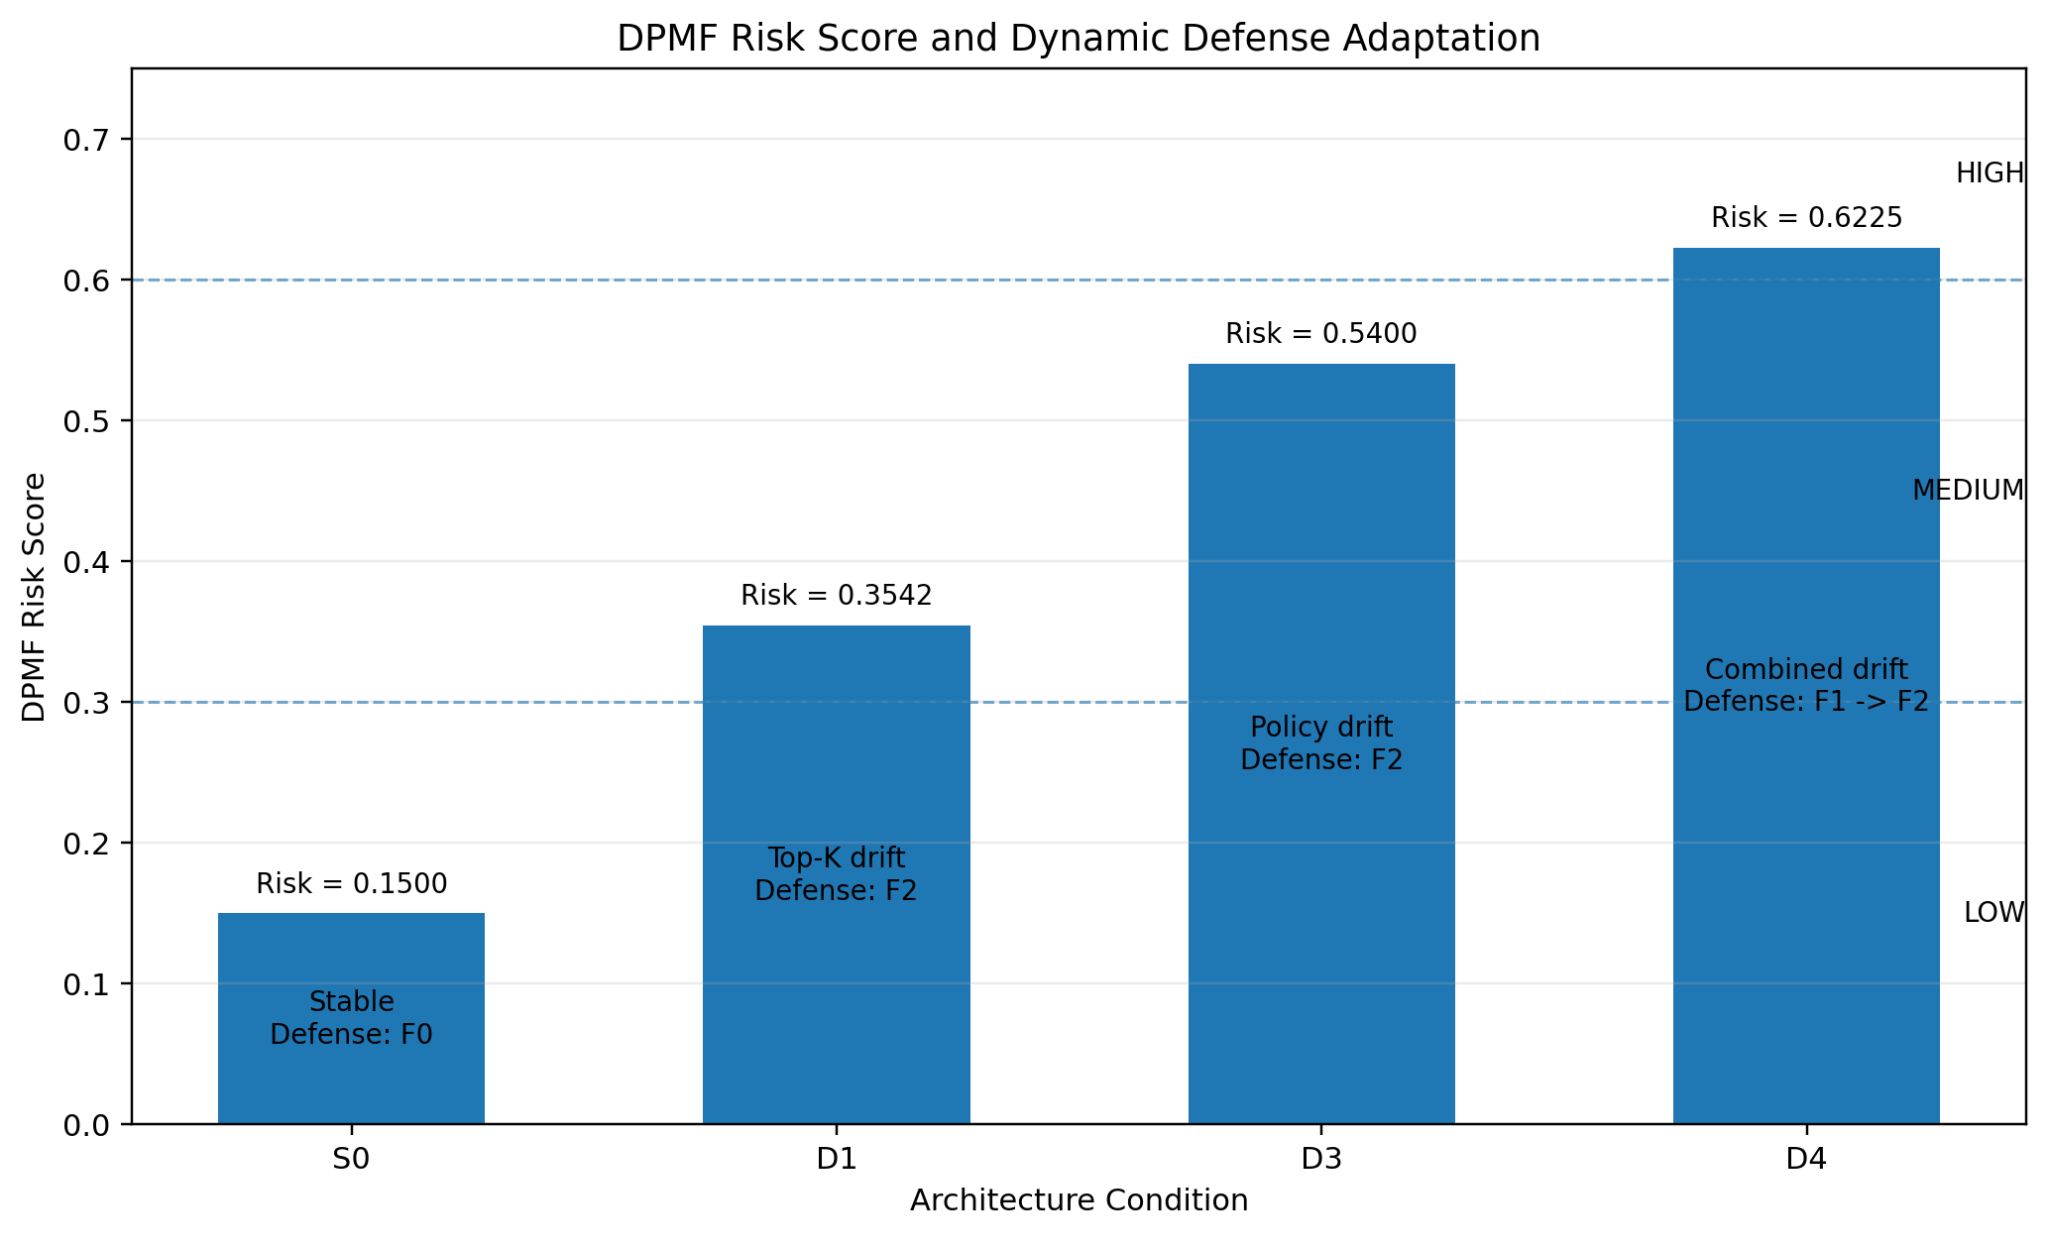 DPMF Risk Score and Dynamic Defense Adaptation
DPMF Risk Score
0.7
0.6
0.5
0.4
0.3
0.2
0.1
0.0
HIGH
MEDIUM
LOW
Risk = 0.1500
Stable
Defense: F0
Risk = 0.3542
Top-K drift
Defense: F2
Risk = 0.5400
Policy drift
Defense: F2
Risk = 0.6225
Combined drift
Defense: F1 -> F2
S0
D1
D3
D4
Architecture Condition